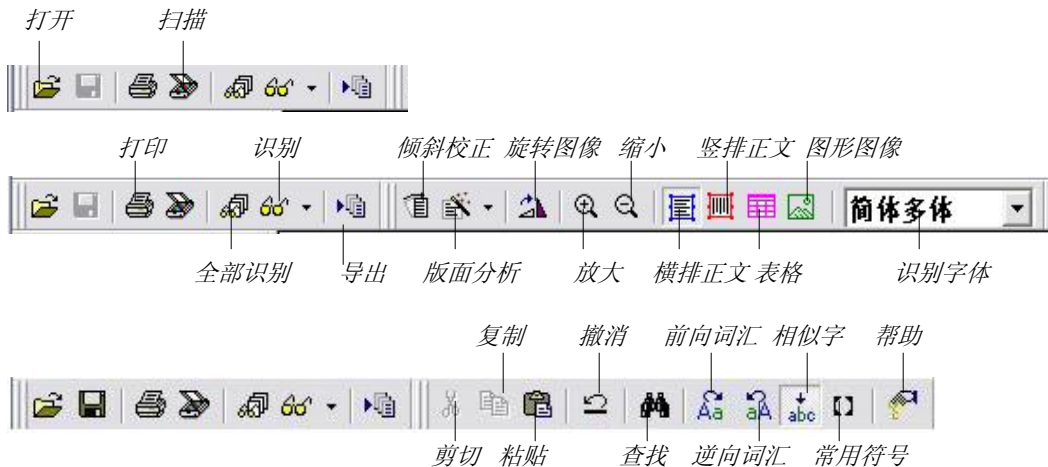 打开 扫描
打印 识别 倾斜校正 旋转图像 缩小 竖排正文 图形图像
简体多体
全部识别 导出 版面分析 放大 横排正文 表格 识别字体
复制 撤消 前向词汇 相似字 帮助
Aa aA abc
剪切 粘贴 查找 逆向词汇 常用符号